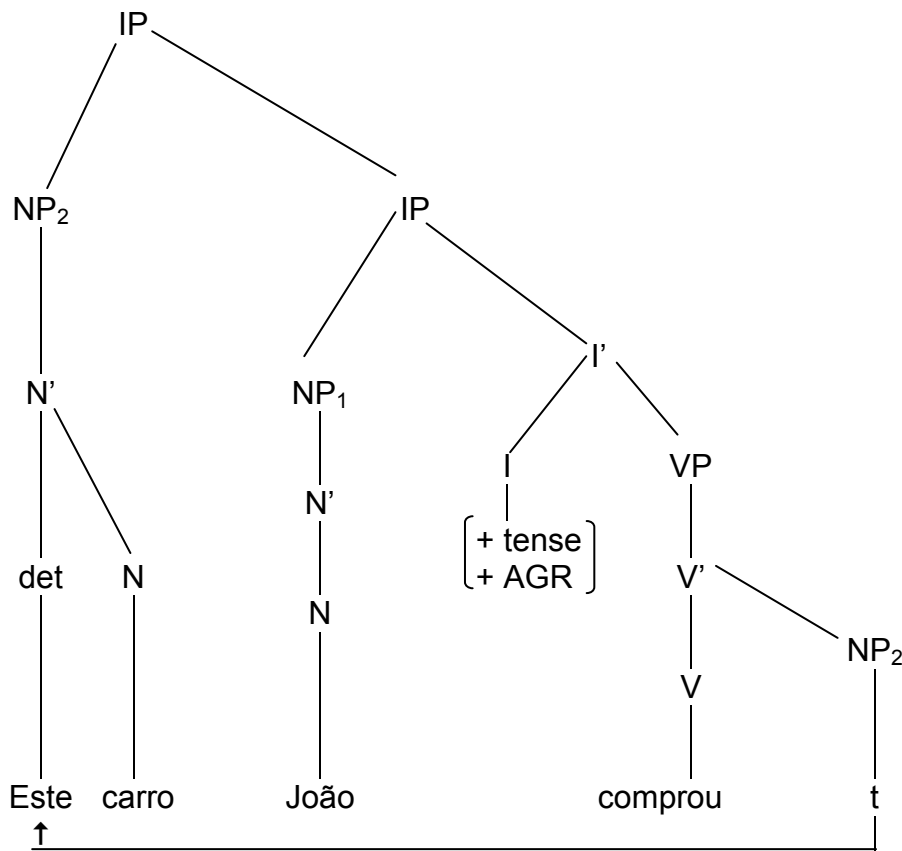 IP
NP₂ IP
I’
N’ NP₁
I VP
N’
+ tense
+ AGR
det N V’
N
NP₂
V
Este carro João comprou t